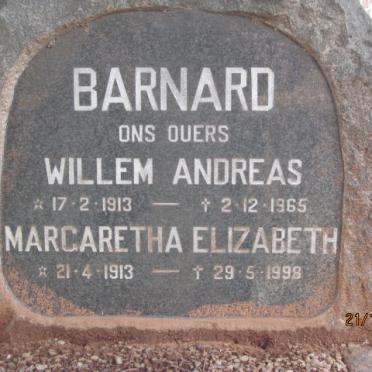 BARNARD
ONS OUERS
WILLEM ANDREAS
☆ 17·2·1913 — † 2·12·1965
MARGARETHA ELIZABETH
☆ 21·4·1913 — † 29·5·1998
21/1